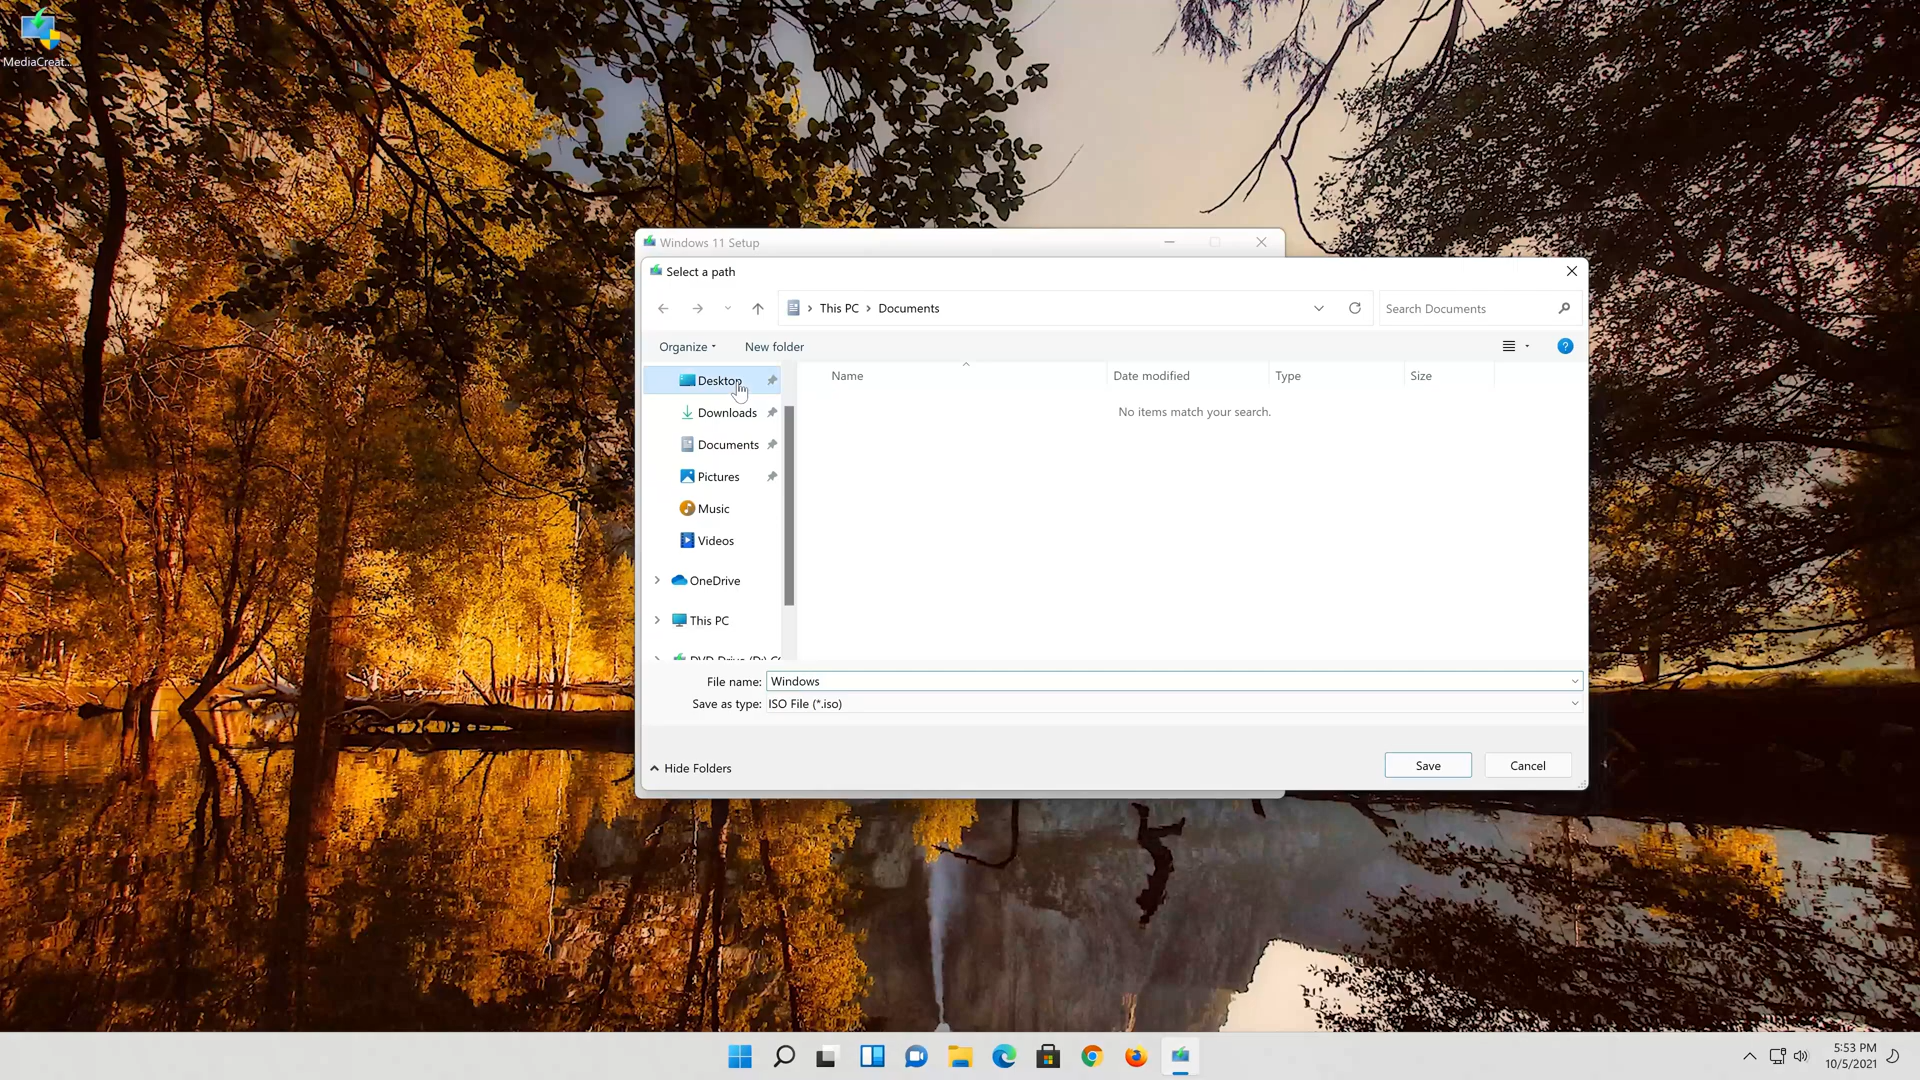 MediaCreat...
Windows 11 Setup
Select a path
This PC > Documents
Search Documents
Organize
New folder
Name
Date modified
Type
Size
No items match your search.
Desktop
Downloads
Documents
Pictures
Music
Videos
OneDrive
This PC
DVD Drive (D:)
File name: Windows
Save as type: ISO File (*.iso)
Hide Folders
Save
Cancel
5:53 PM
10/5/2021